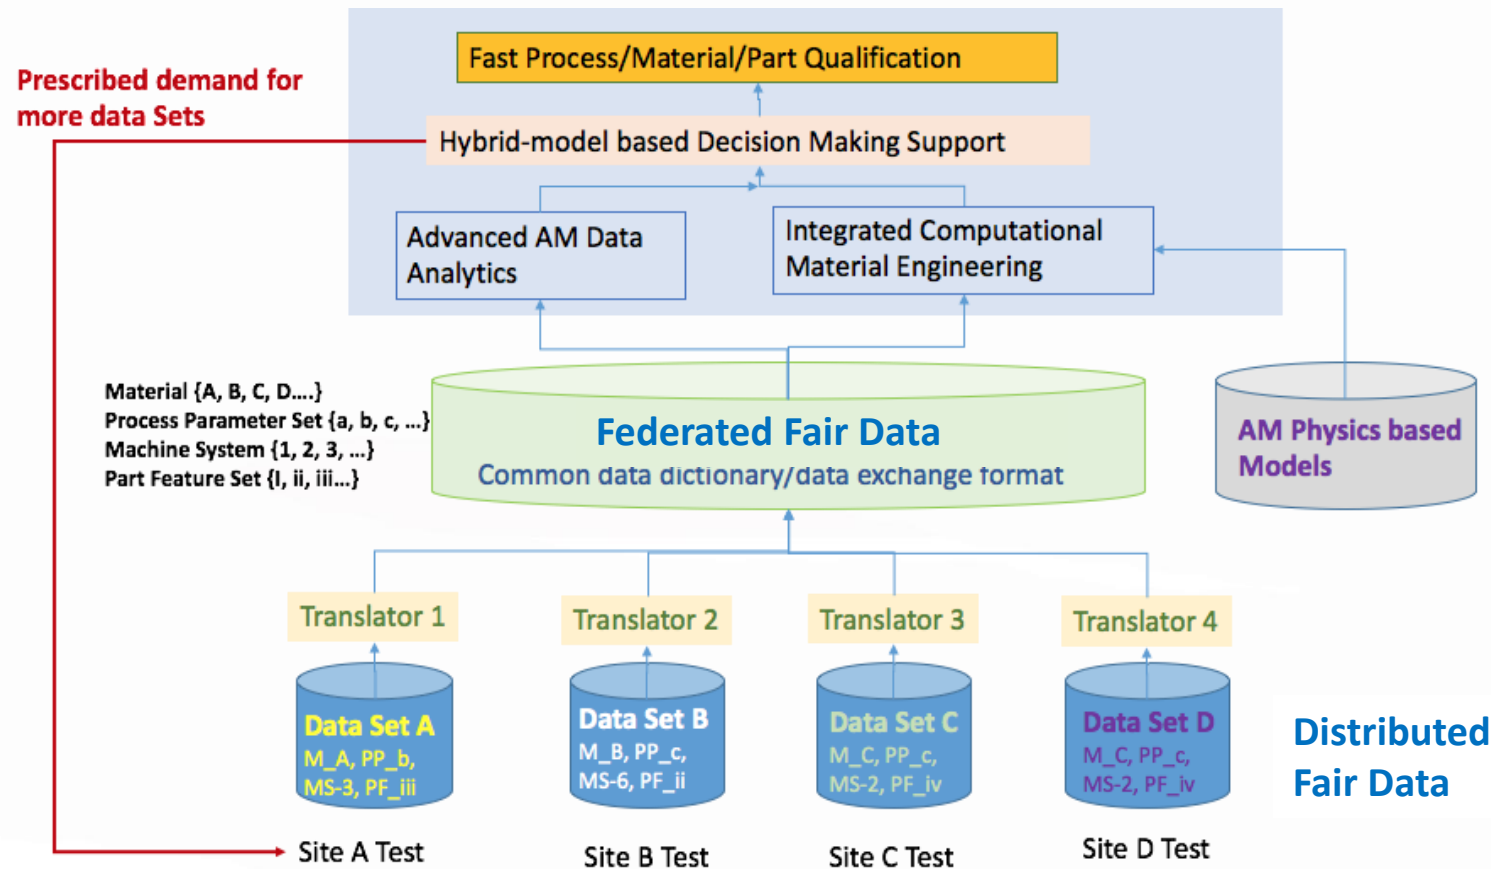 Fast Process/Material/Part Qualification
Prescribed demand for
more data Sets
Hybrid-model based Decision Making Support
Advanced AM Data
Analytics
Integrated Computational
Material Engineering
Material {A, B, C, D....}
Process Parameter Set {a, b, c, ...}
Machine System {1, 2, 3, ...}
Part Feature Set {I, ii, iii...}
Federated Fair Data
Common data dictionary/data exchange format
AM Physics based
Models
Translator 1
Translator 2
Translator 3
Translator 4
Data Set A
M_A, PP_b,
MS-3, PF_iii
Data Set B
M_B, PP_c,
MS-6, PF_ii
Data Set C
M_C, PP_c,
MS-2, PF_iv
Data Set D
M_C, PP_c,
MS-2, PF_iv
Distributed
Fair Data
Site A Test
Site B Test
Site C Test
Site D Test